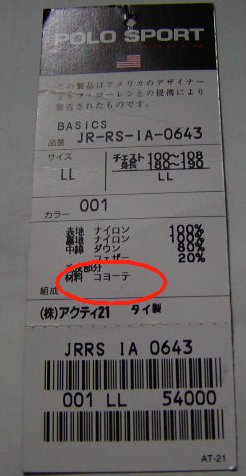 POLO SPORT
この製品はアメリカのデザイナー
ラルフ・ローレンとの提携により
製造されたものです。
BASICS
品番 JR-RS-IA-0643
サイズ チェスト 100～108
身長 180～190
LL LL
カラー 001
表地 ナイロン 100%
裏地 ナイロン 100%
中綿 ダウン 80%
フェザー 20%
部分
材料 コヨーテ
組成
(株)アクティ21 タイ製
JRRS IA 0643
001 LL 54000
AT-21